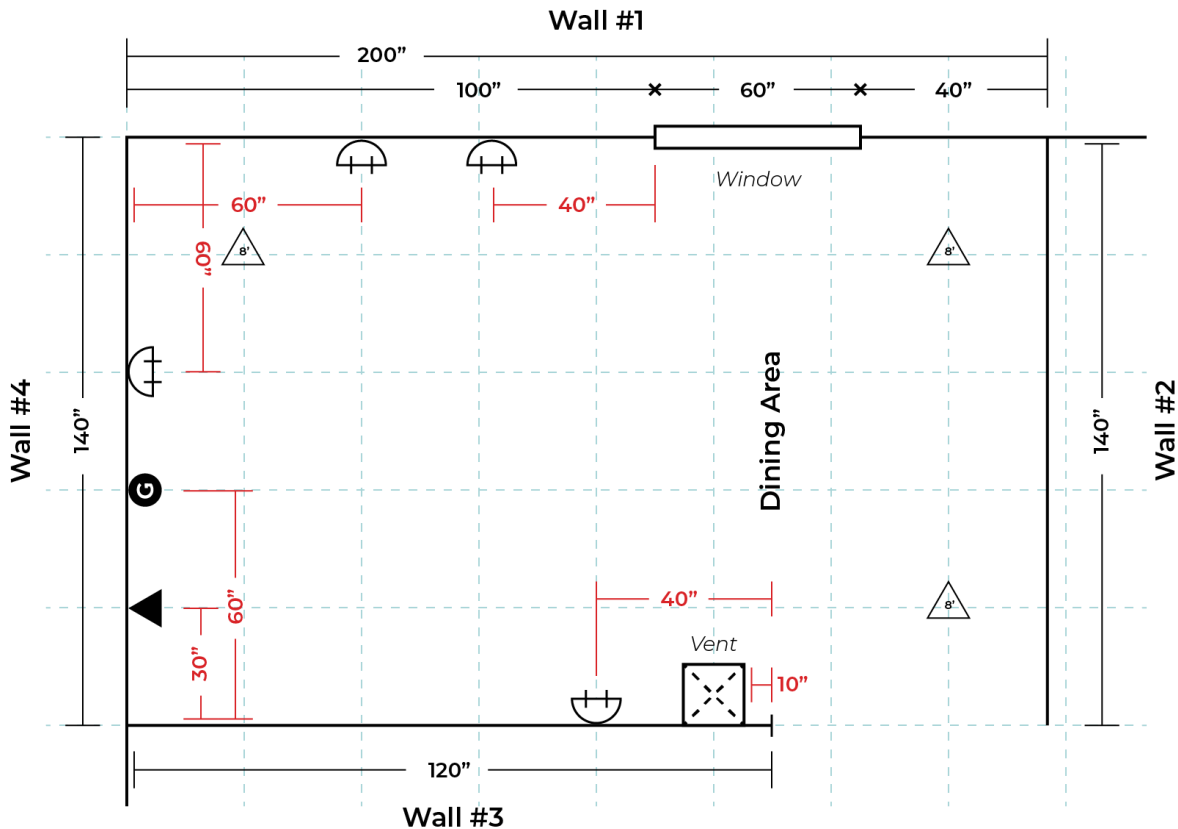 Wall #1
200”
100”
60”
40”
Window
60”
40”
60”
8’
8’
Wall #4
140”
Dining Area
140”
Wall #2
G
60”
30”
40”
8’
Vent
10”
120”
Wall #3